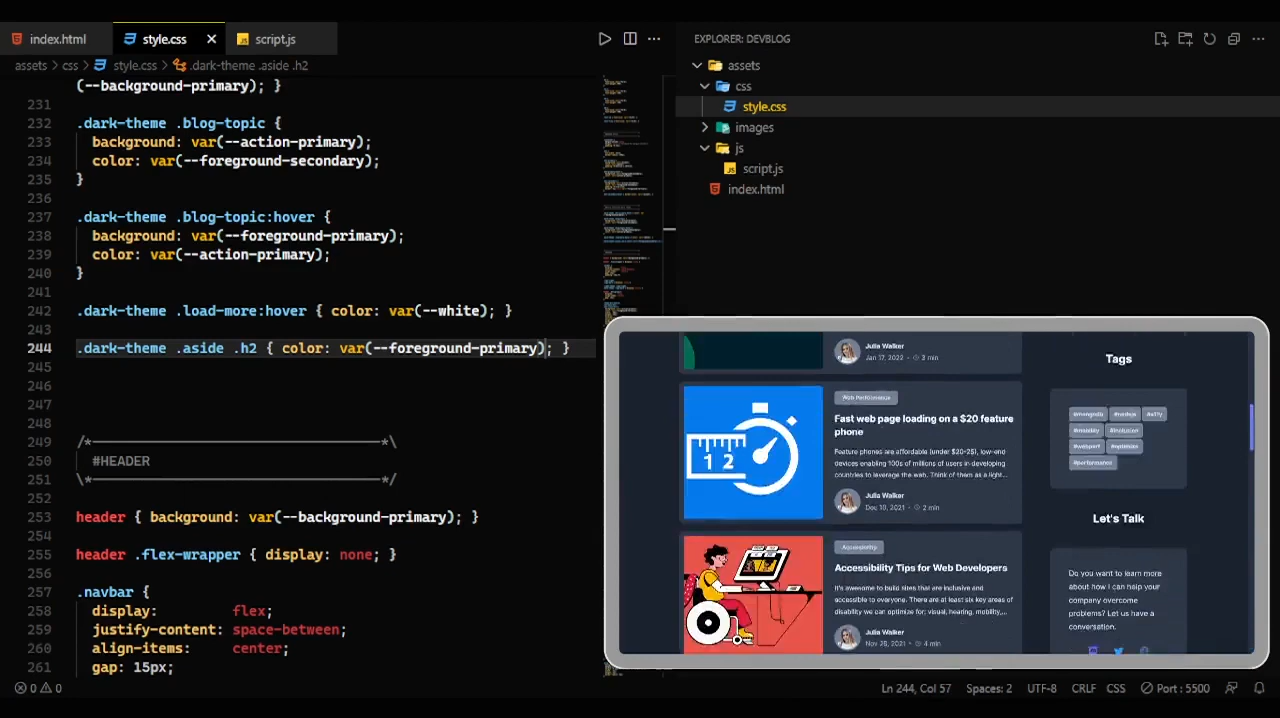 index.html
style.css
script.js
EXPLORER: DEVBLOG
assets > css > style.css > .dark-theme .aside .h2
assets
css
style.css
images
js
script.js
index.html
(--background-primary); }
231
232 .dark-theme .blog-topic {
233 background: var(--action-primary);
234 color: var(--foreground-secondary);
235 }
236
237 .dark-theme .blog-topic:hover {
238 background: var(--foreground-primary);
239 color: var(--action-primary);
240 }
241
242 .dark-theme .load-more:hover { color: var(--white); }
243
244 .dark-theme .aside .h2 { color: var(--foreground-primary); }
245
246
247
248
249 /*———————————————————————————————————*\
250 #HEADER
251 \*———————————————————————————————————*/
252
253 header { background: var(--background-primary); }
254
255 header .flex-wrapper { display: none; }
256
257 .navbar {
258 display: flex;
259 justify-content: space-between;
260 align-items: center;
261 gap: 15px;
Julia Walker
Jan 17, 2022 · 3 min
Web Performance
Fast web page loading on a $20 feature
phone
Feature phones are affordable (under $20-25), low-end
devices enabling 100s of millions of users in developing
countries to leverage the web. Think of them as a light...
Julia Walker
Dec 10, 2021 · 2 min
1 2
Accessibility
Accessibility Tips for Web Developers
It's awesome to build sites that are inclusive and
accessible to everyone. There are at least six key areas of
disability we can optimize for: visual, hearing, mobility,...
Julia Walker
Nov 28, 2021 · 4 min
Tags
#mongodb #nodejs #a11y
#mobility #inclusion
#webperf #optimize
#performance
Let's Talk
Do you want to learn more
about how I can help your
company overcome
problems? Let us have a
conversation.
0 0
Ln 244, Col 57
Spaces: 2
UTF-8
CRLF
CSS
Port : 5500